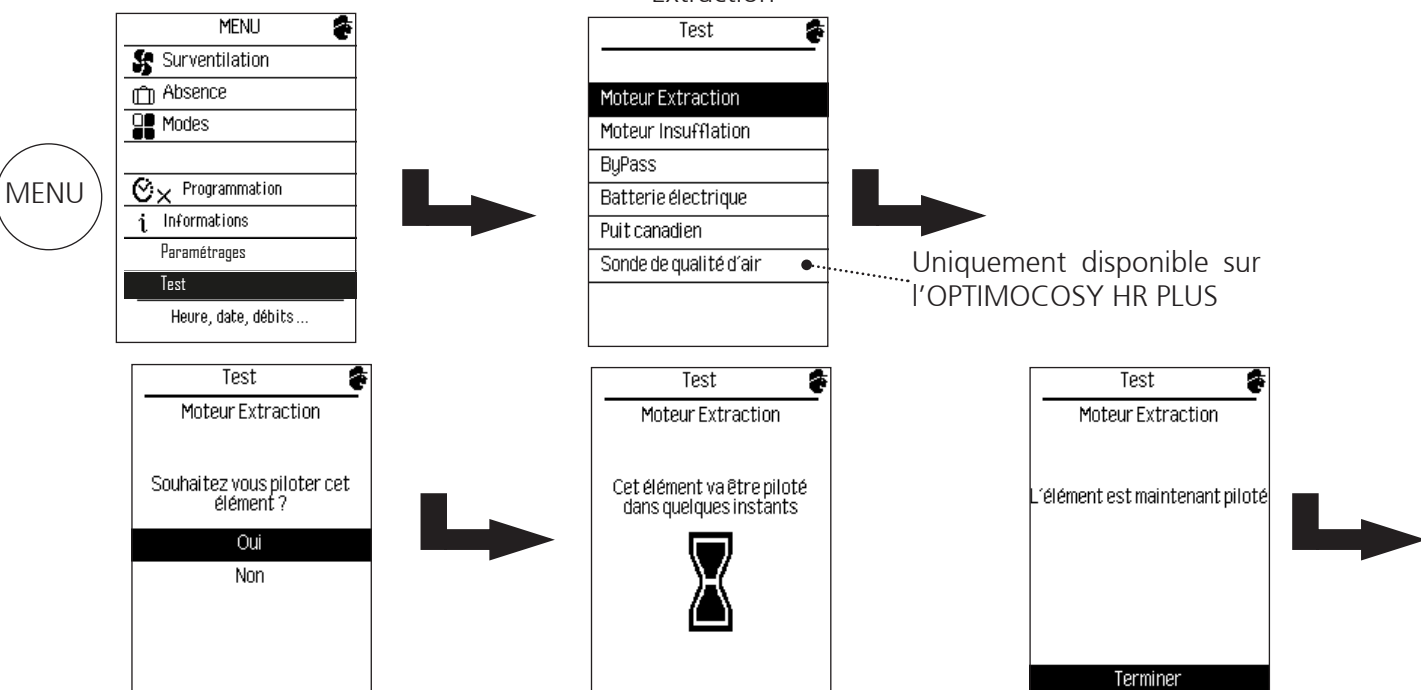 Extraction
MENU
MENU
Surventilation
Absence
Modes
Programmation
Informations
Paramétrages
Test
Heure, date, débits ...
Test
Moteur Extraction
Moteur Insufflation
ByPass
Batterie électrique
Puit canadien
Sonde de qualité d´air
Uniquement disponible sur
l'OPTIMOCOSY HR PLUS
Test
Moteur Extraction
Souhaitez vous piloter cet
élément ?
Oui
Non
Test
Moteur Extraction
Cet élément va être piloté
dans quelques instants
Test
Moteur Extraction
L´élément est maintenant piloté
Terminer